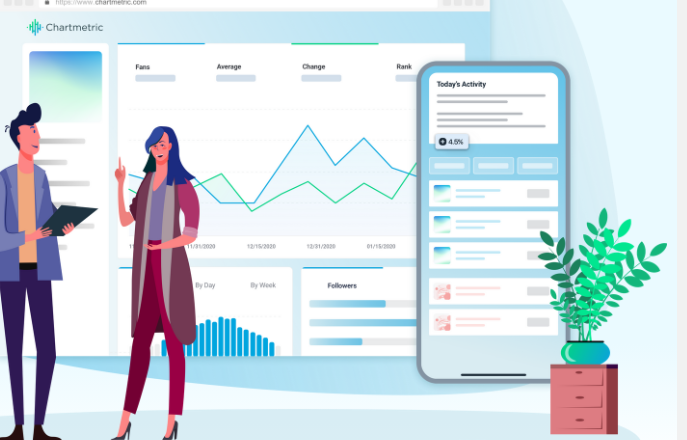 https://www.chartmetric.com
Chartmetric
Fans Average Change Rank
Today's Activity
4.5%
11/31/2020 12/15/2020 12/31/2020 01/15/2020
By Day By Week
Followers